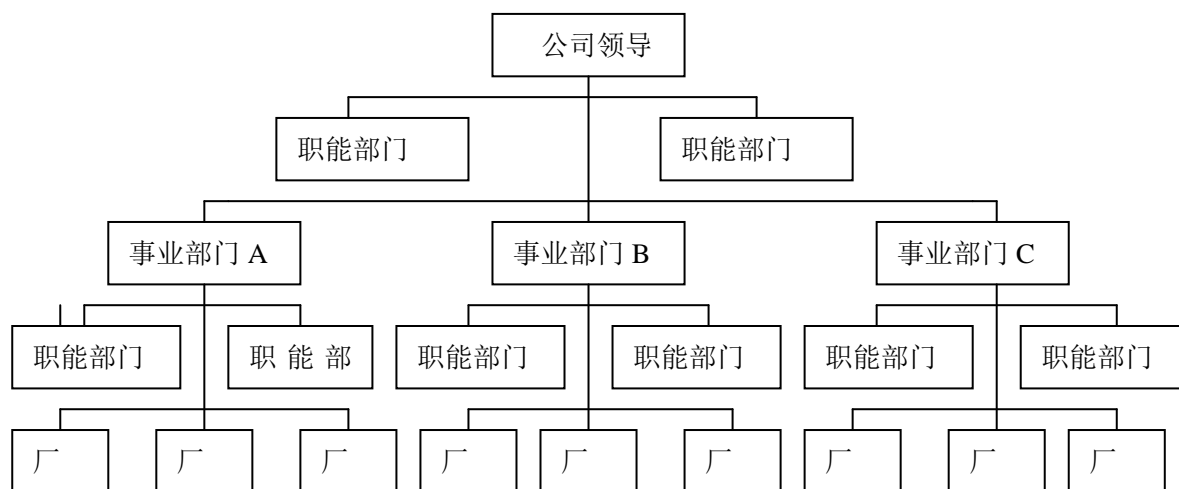 公司领导
职能部门 职能部门
事业部门 A 事业部门 B 事业部门 C
职能部门 职 能 部 职能部门 职能部门 职能部门 职能部门
厂 厂 厂 厂 厂 厂 厂 厂 厂